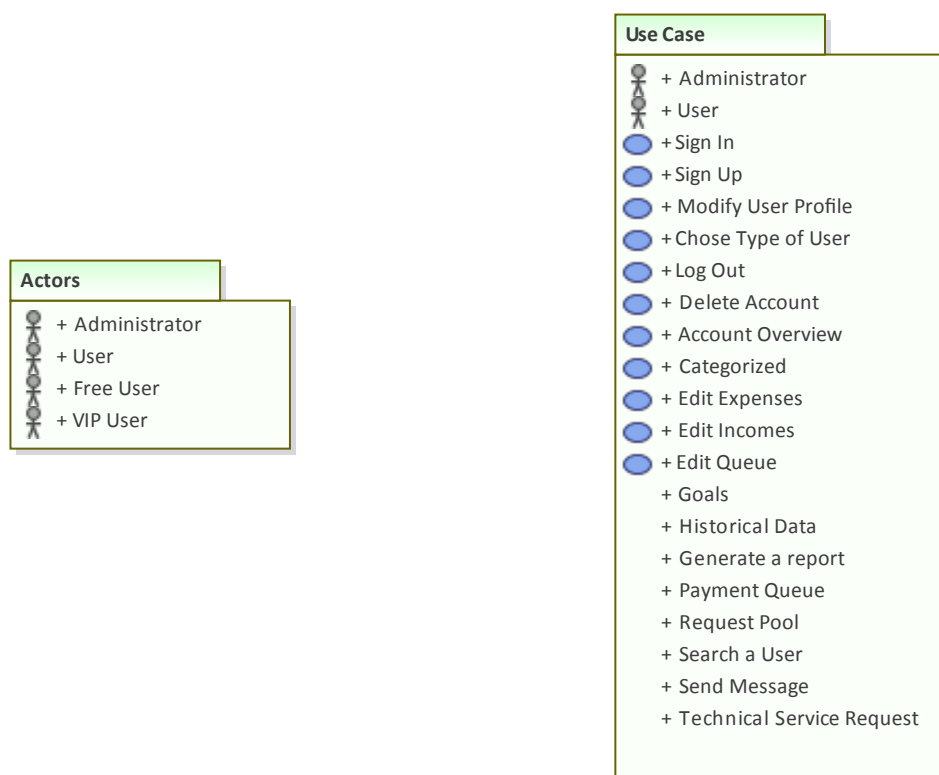 Actors
+ Administrator
+ User
+ Free User
+ VIP User
Use Case
+ Administrator
+ User
+ Sign In
+ Sign Up
+ Modify User Profile
+ Chose Type of User
+ Log Out
+ Delete Account
+ Account Overview
+ Categorized
+ Edit Expenses
+ Edit Incomes
+ Edit Queue
+ Goals
+ Historical Data
+ Generate a report
+ Payment Queue
+ Request Pool
+ Search a User
+ Send Message
+ Technical Service Request